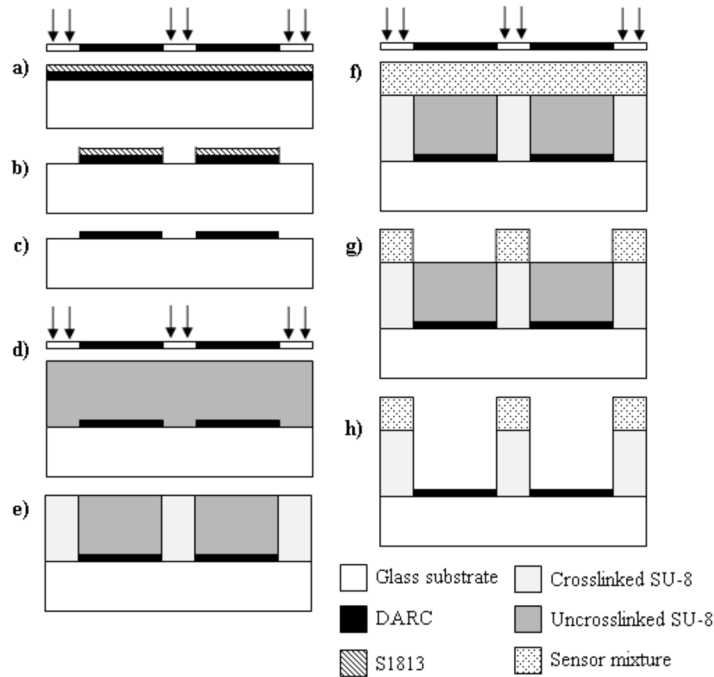 a)
b)
c)
d)
e)
f)
g)
h)
Glass substrate
Crosslinked SU-8
DARC
Uncrosslinked SU-8
S1813
Sensor mixture